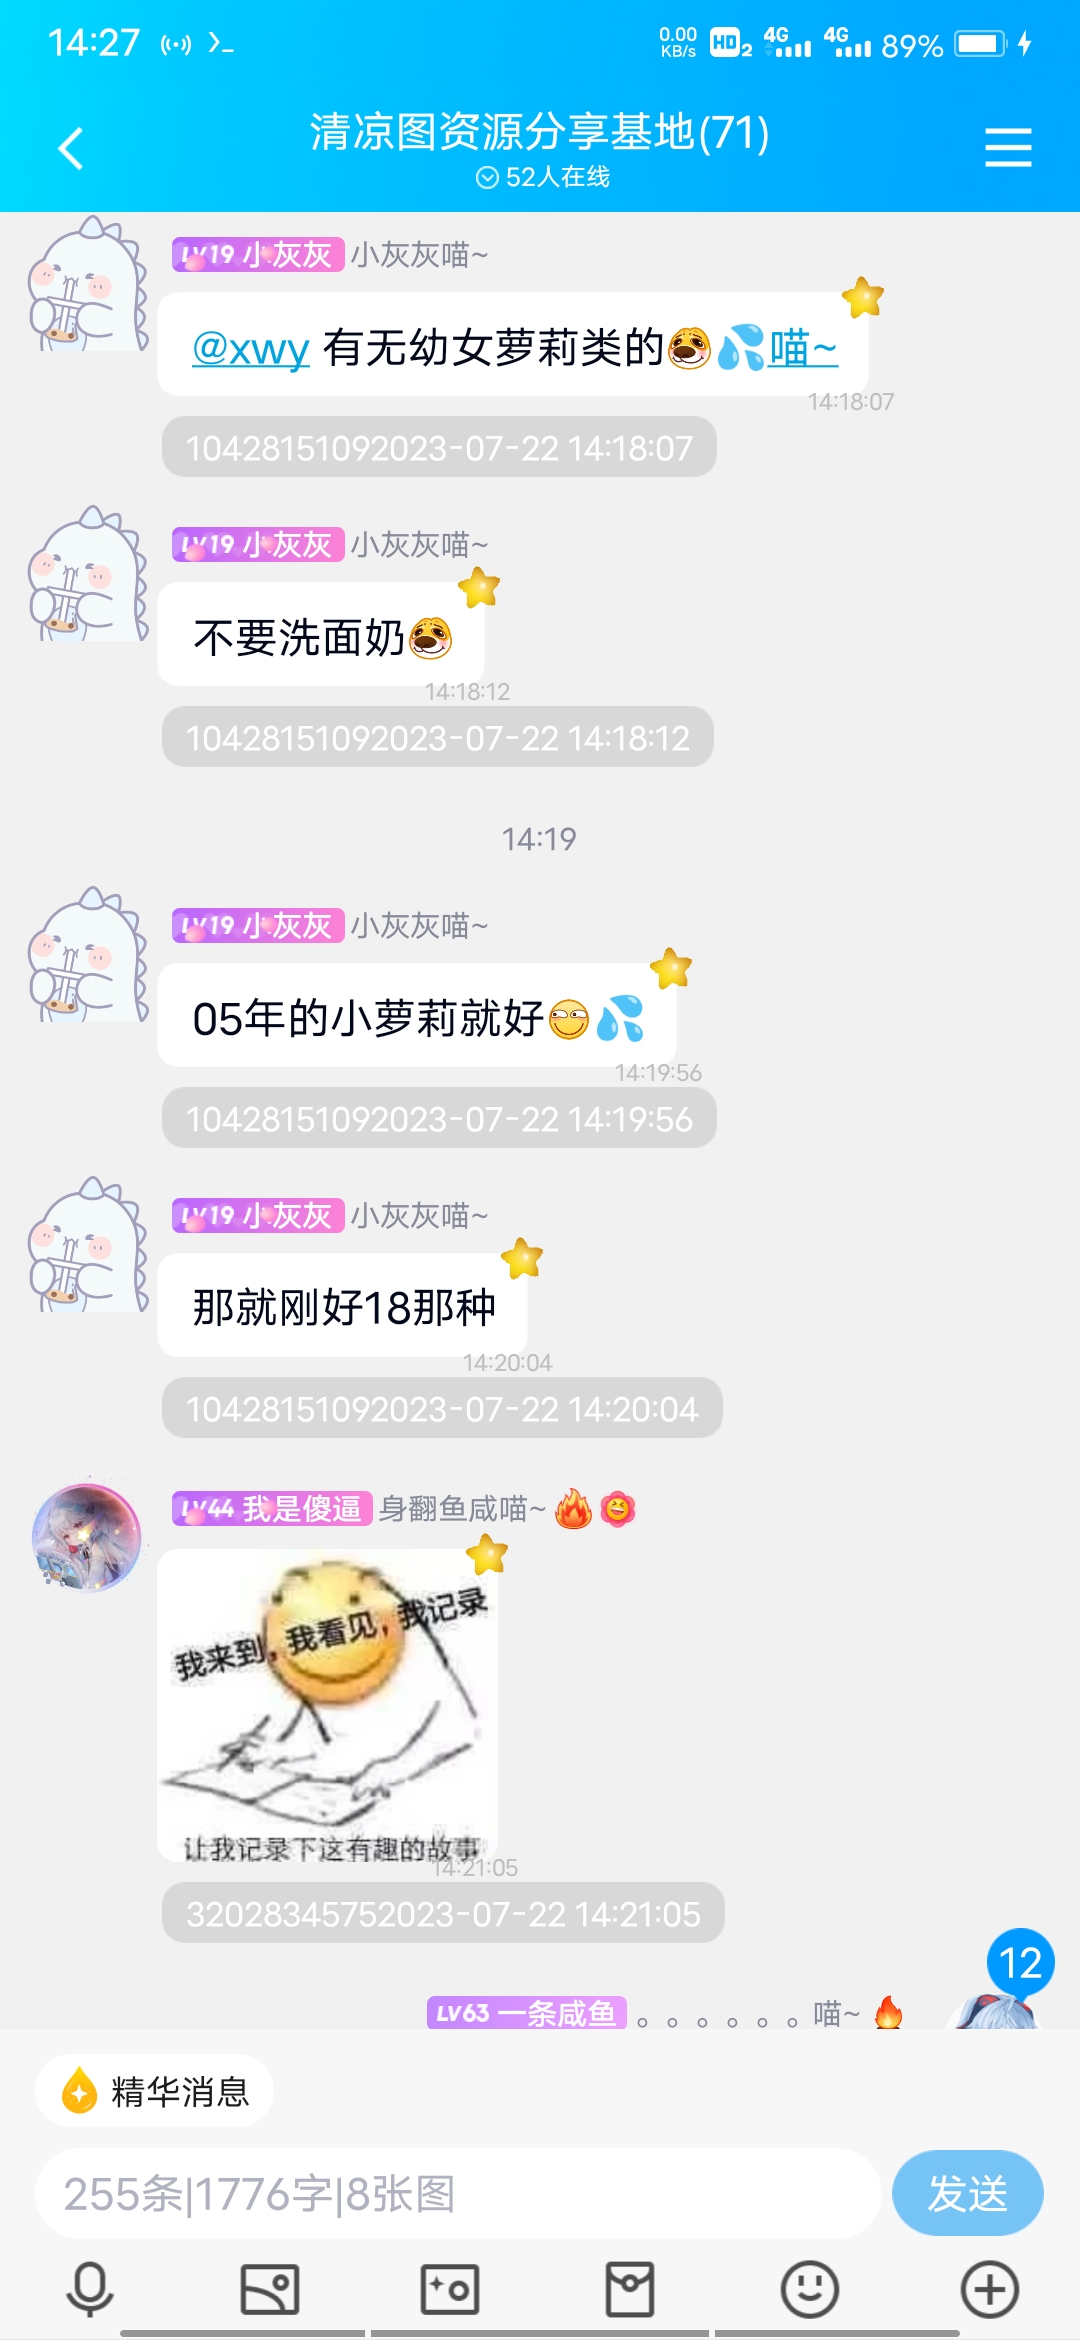 14:27
0.00
KB/s
HD2
4G
4G
89%
清凉图资源分享基地(71)
52人在线
LV19 小灰灰 小灰灰喵~
@xwy 有无幼女萝莉类的喵~
14:18:07
10428151092023-07-22 14:18:07
LV19 小灰灰 小灰灰喵~
不要洗面奶
14:18:12
10428151092023-07-22 14:18:12
14:19
LV19 小灰灰 小灰灰喵~
05年的小萝莉就好
14:19:56
10428151092023-07-22 14:19:56
LV19 小灰灰 小灰灰喵~
那就刚好18那种
14:20:04
10428151092023-07-22 14:20:04
LV44 我是傻逼 身翻鱼咸喵~
我来到,我看见,我记录
让我记录下这有趣的故事
14:21:05
32028345752023-07-22 14:21:05
12
LV63 一条咸鱼 。。。。。。喵~
精华消息
255条|1776字|8张图
发送